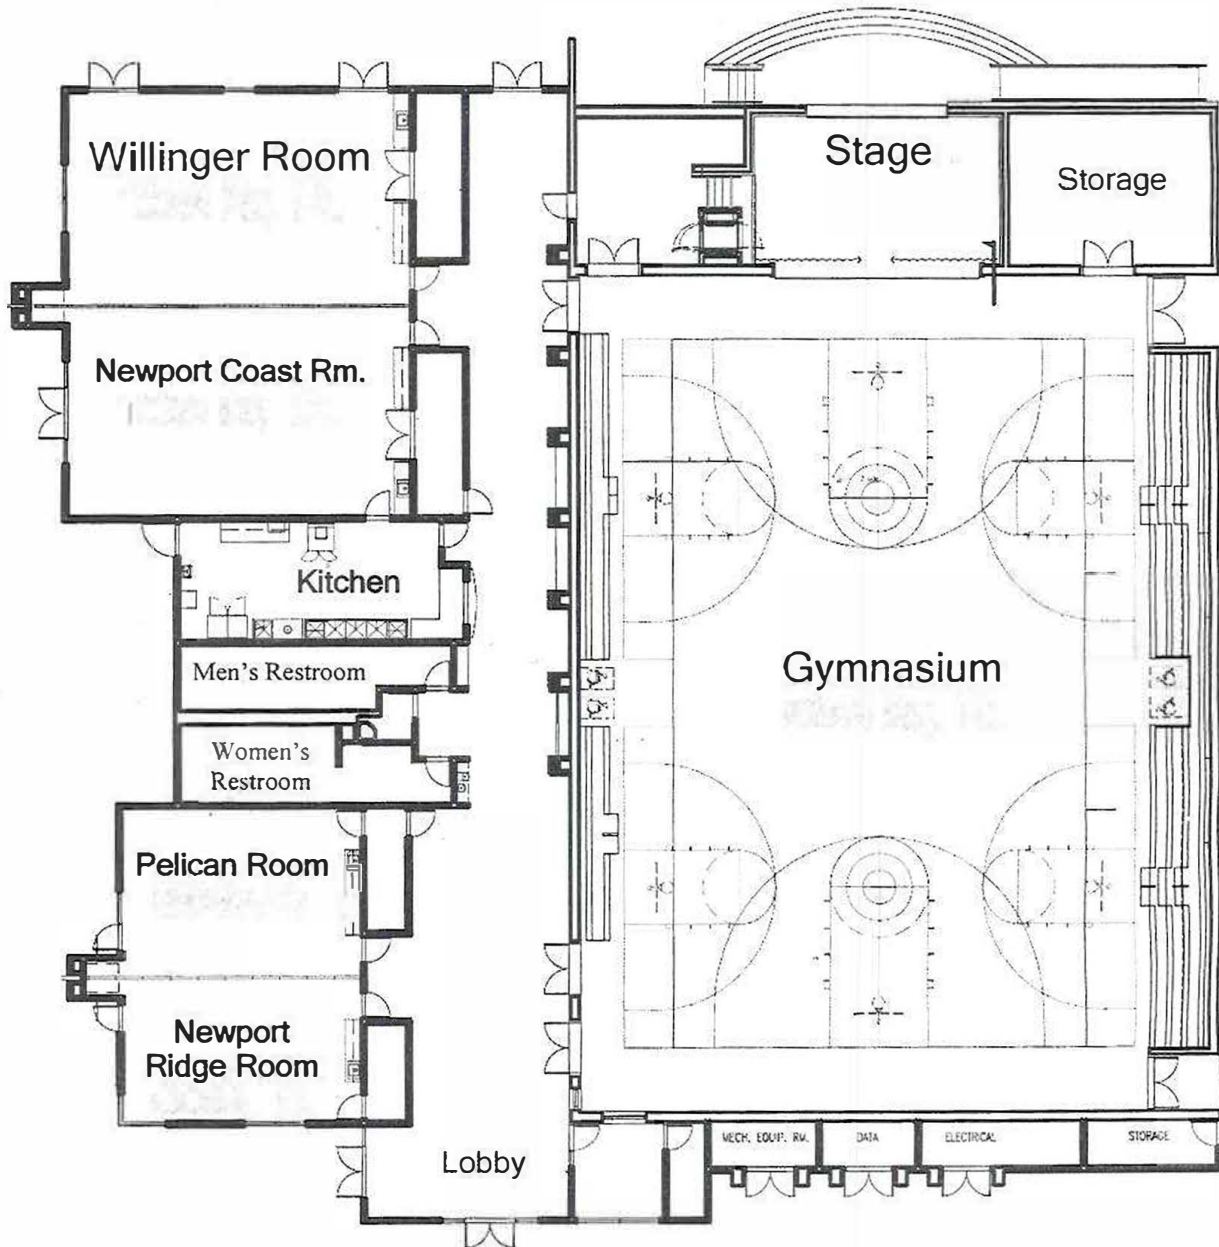 Willinger Room
Stage
Storage
Newport Coast Rm.
Kitchen
Men's Restroom
Gymnasium
Women's
Restroom
Pelican Room
Newport
Ridge Room
MECH. EQUIP. RM.
DATA
ELECTRICAL
STORAGE
Lobby